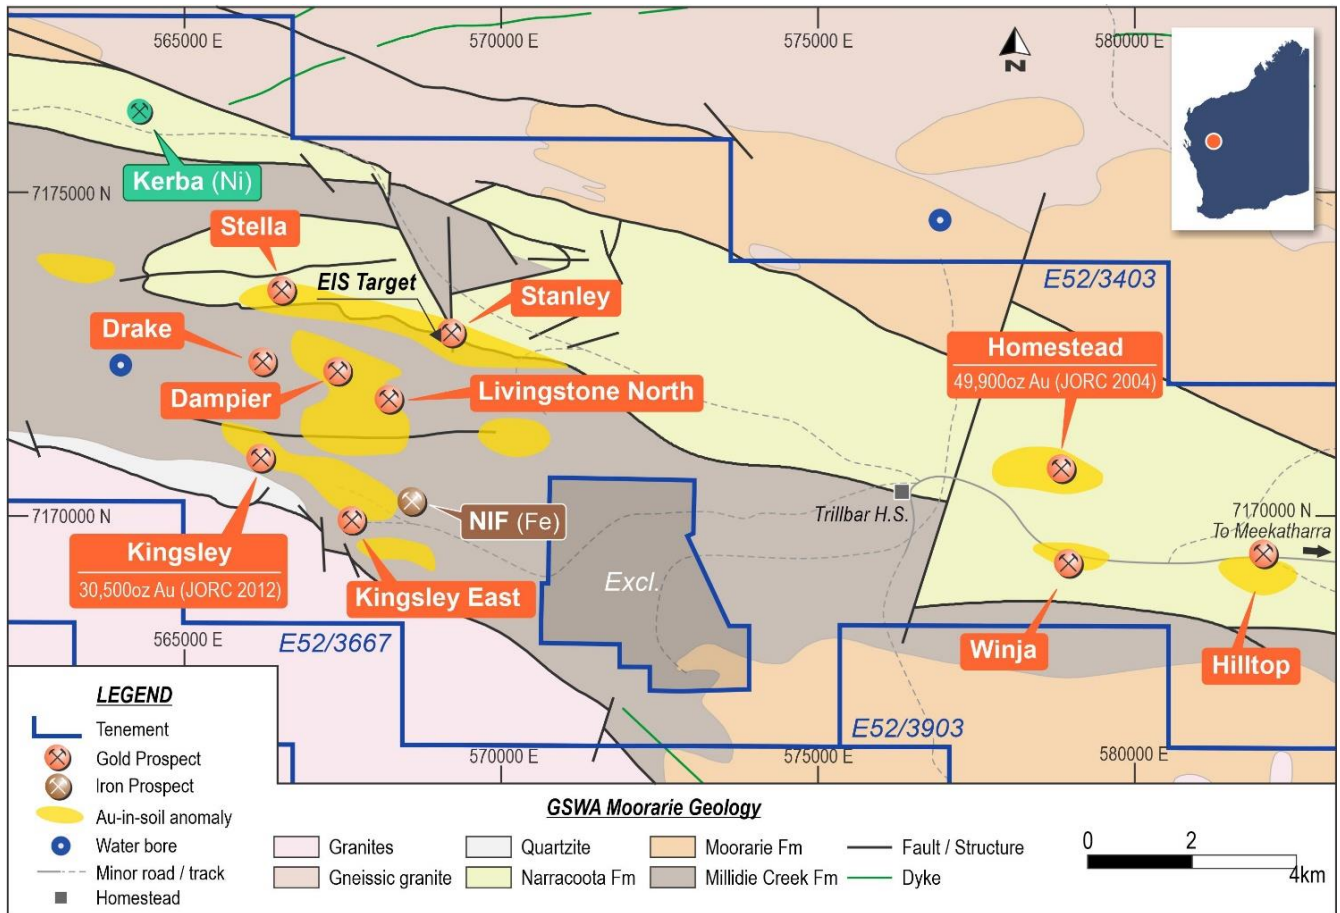 565000 E
570000 E
575000 E
580000 E
N
Kerba (Ni)
7175000 N
Stella
EIS Target
Stanley
E52/3403
Drake
Homestead
49,900oz Au (JORC 2004)
Dampier
Livingstone North
Trillbar H.S.
7170000 N
NIF (Fe)
7170000 N
To Meekatharra
Kingsley
30,500oz Au (JORC 2012)
Kingsley East
Excl.
565000 E
E52/3667
Winja
Hilltop
E52/3903
570000 E
575000 E
580000 E
LEGEND
Tenement
Gold Prospect
Iron Prospect
Au-in-soil anomaly
Water bore
Minor road / track
Homestead
GSWA Moorarie Geology
Granites
Gneissic granite
Quartzite
Narracoota Fm
Moorarie Fm
Millidie Creek Fm
Fault / Structure
Dyke
0 2
4km